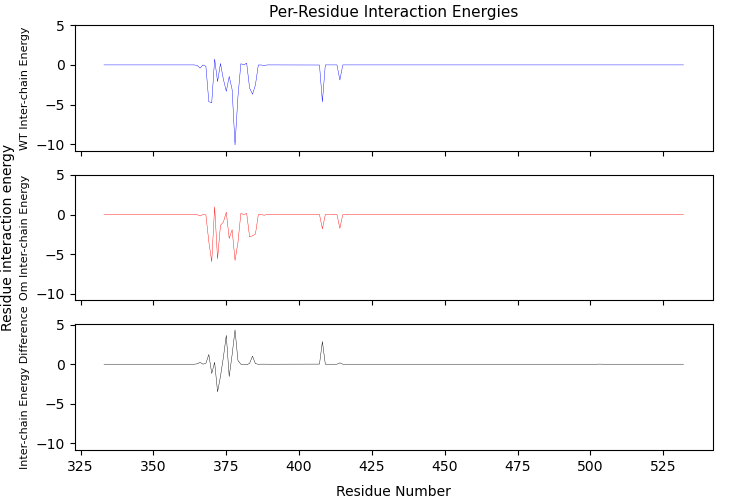 Per-Residue Interaction Energies
Residue interaction energy
WT Inter-chain Energy
5
0
−5
−10
Om Inter-chain Energy
5
0
−5
−10
Inter-chain Energy Difference
5
0
−5
−10
325 350 375 400 425 450 475 500 525
Residue Number